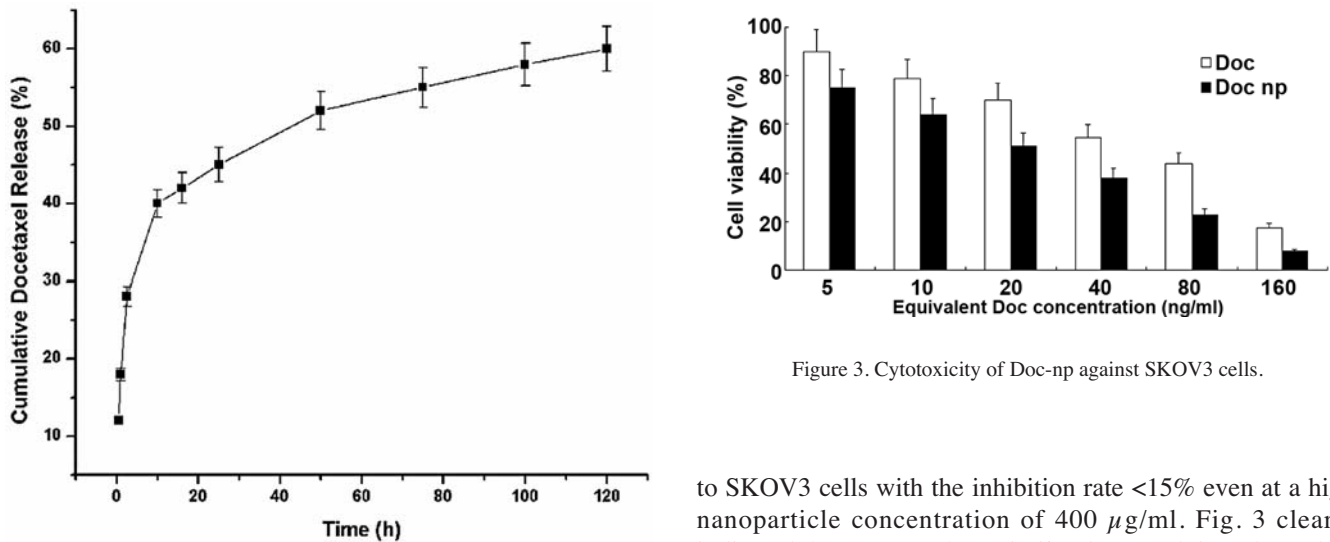 Cumulative Docetaxel Release (%)
60
50
40
30
20
10
0 20 40 60 80 100 120
Time (h)
Cell viability (%)
100
80
60
40
20
0
Doc
Doc np
5 10 20 40 80 160
Equivalent Doc concentration (ng/ml)
Figure 3. Cytotoxicity of Doc-np against SKOV3 cells.
to SKOV3 cells with the inhibition rate <15% even at a
nanoparticle concentration of 400 µg/ml. Fig. 3